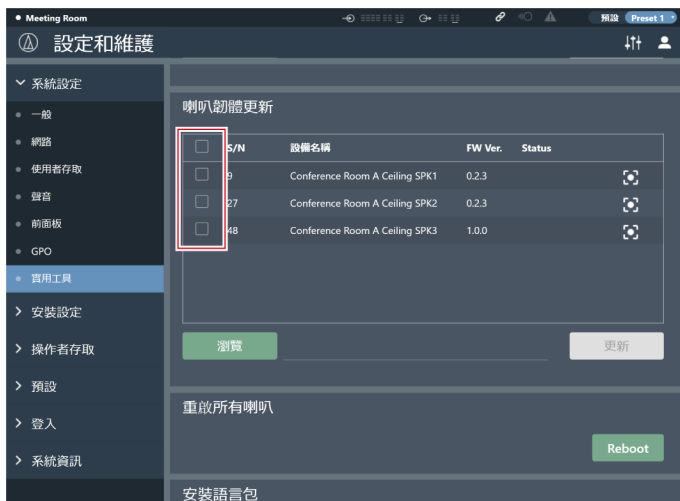 Meeting Room
預設 Preset 1
設定和維護
系統設定
一般
網路
使用者存取
聲音
前面板
GPO
實用工具
安裝設定
操作者存取
預設
登入
系統資訊
喇叭韌體更新
S/N 設備名稱 FW Ver. Status
9 Conference Room A Ceiling SPK1 0.2.3
27 Conference Room A Ceiling SPK2 0.2.3
48 Conference Room A Ceiling SPK3 1.0.0
瀏覽 更新
重啟所有喇叭
Reboot
安裝語言包